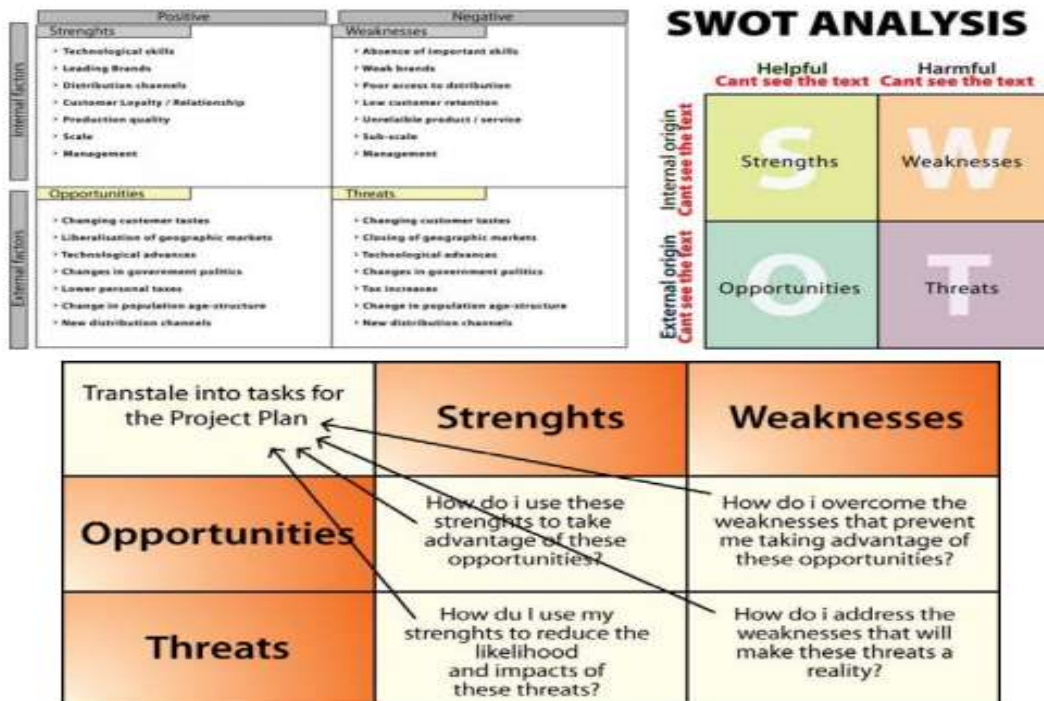 Positive
Negative
Internal factors
Strenghts
Technological skills
Leading Brands
Distribution channels
Customer Loyalty / Relationship
Production quality
Scale
Management
Weaknesses
Absence of important skills
Weak brands
Poor access to dstribution
Low customer retention
Unrelaible product / service
Sub-scale
Management
External factors
Opportunities
Changing customer tastes
Liberalisation of geographic markets
Technological advances
Changes in government politics
Lower personal taxes
Change in population age-structure
New distribution channels
Threats
Changing customer tastes
Closing of geographic markets
Technological advances
Changes in government politics
Tax increases
Change in population age-structure
New distribution channels
SWOT ANALYSIS
Helpful
Cant see the text
Harmful
Cant see the text
Internal origin
Cant see the text
S
Strengths
W
Weaknesses
External origin
Cant see the text
O
Opportunities
T
Threats
Transtale into tasks for
the Project Plan
Strenghts
Weaknesses
Opportunities
How do i use these
strenghts to take
advantage of these
opportunities?
How do i overcome the
weaknesses that prevent
me taking advantage of
these opportunities?
Threats
How du I use my
strenghts to reduce the
likelihood
and impacts of
these threats?
How do i address the
weaknesses that will
make these threats a
reality?